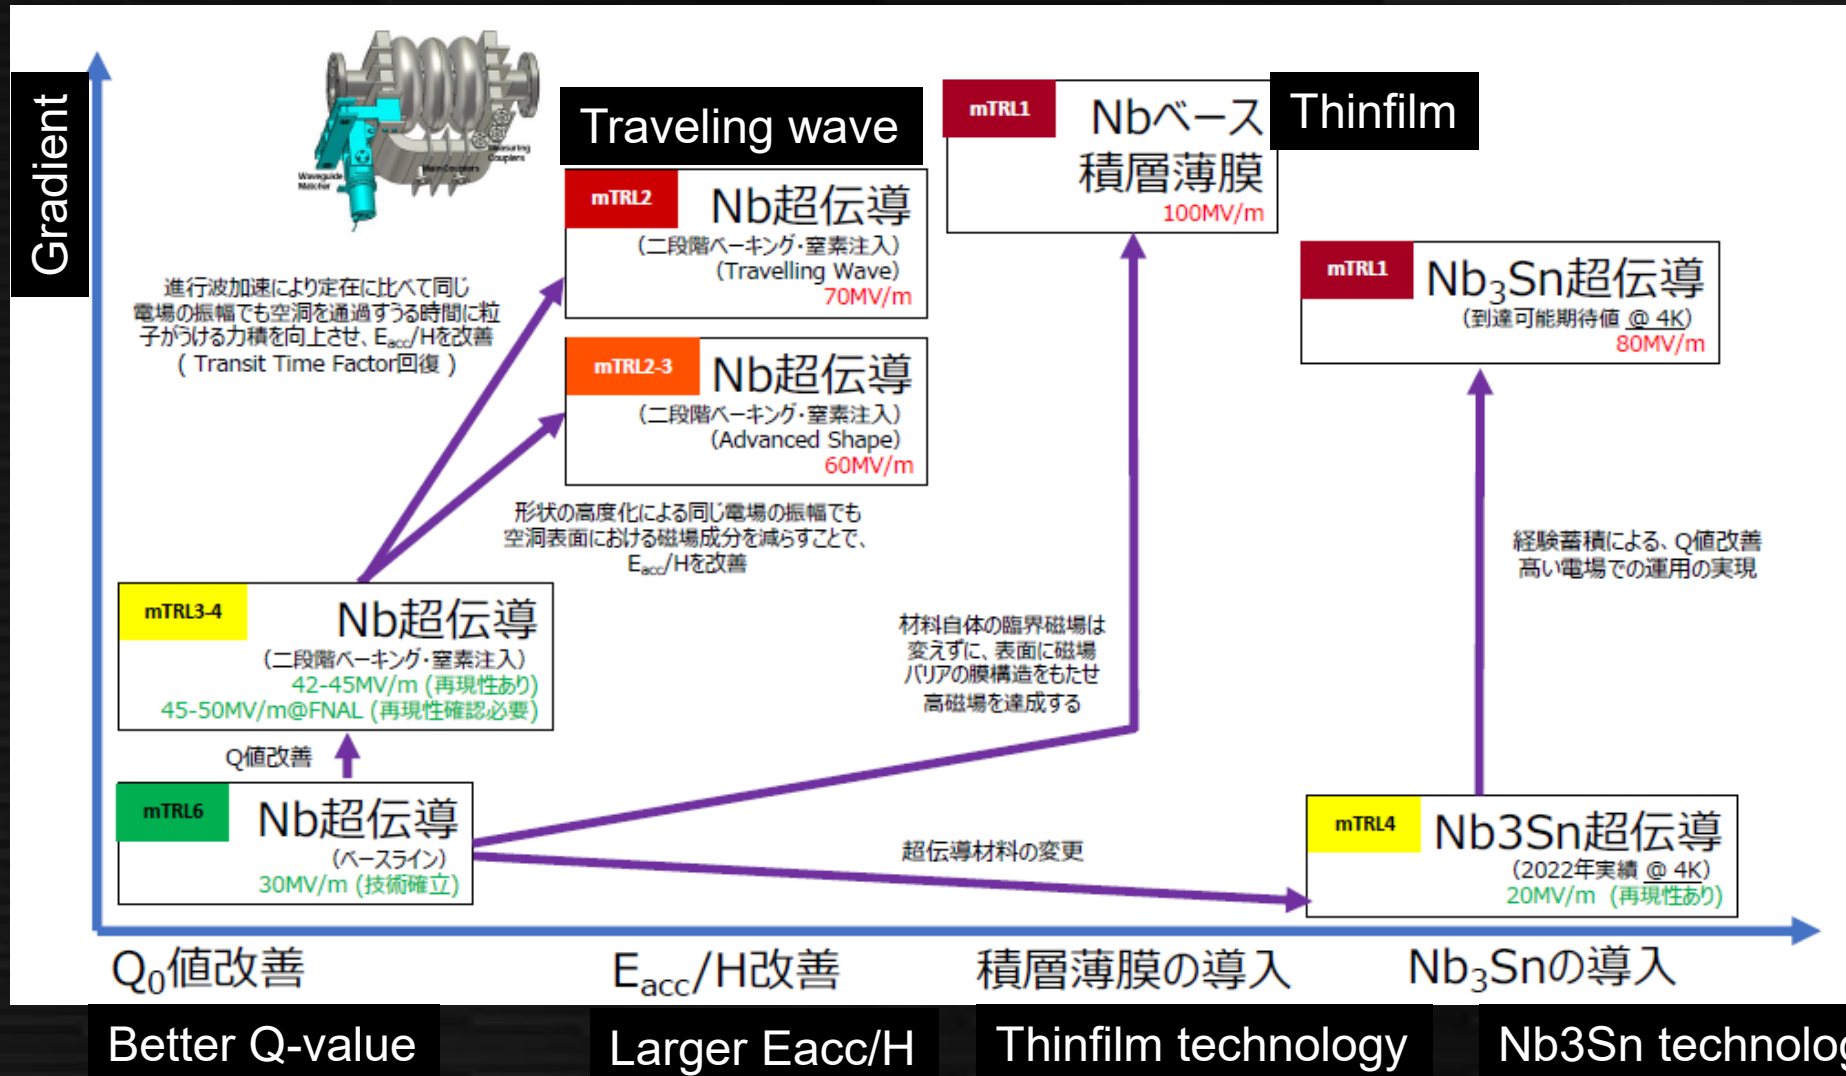 Gradient
Waveguide
Matcher
Main Couplers
Measuring
Couplers
Traveling wave
mTRL2
Nb超伝導
(二段階ベーキング・窒素注入)
(Travelling Wave)
70MV/m
mTRL1
Nbベース
積層薄膜
100MV/m
Thinfilm
mTRL1
Nb₃Sn超伝導
(到達可能期待値 @ 4K)
80MV/m
進行波加速により定在に比べて同じ
電場の振幅でも空洞を通過すうる時間に粒
子がうける力積を向上させ、Eacc/Hを改善
( Transit Time Factor回復 )
mTRL2-3
Nb超伝導
(二段階ベーキング・窒素注入)
(Advanced Shape)
60MV/m
形状の高度化による同じ電場の振幅でも
空洞表面における磁場成分を減らすことで、
Eacc/Hを改善
経験蓄積による、Q値改善
高い電場での運用の実現
mTRL3-4
Nb超伝導
(二段階ベーキング・窒素注入)
42-45MV/m (再現性あり)
45-50MV/m@FNAL (再現性確認必要)
材料自体の臨界磁場は
変えずに、表面に磁場
バリアの膜構造をもたせ
高磁場を達成する
Q値改善
mTRL6
Nb超伝導
(ベースライン)
30MV/m (技術確立)
超伝導材料の変更
mTRL4
Nb3Sn超伝導
(2022年実績 @ 4K)
20MV/m (再現性あり)
Q₀値改善
Eacc/H改善
積層薄膜の導入
Nb₃Snの導入
Better Q-value
Larger Eacc/H
Thinfilm technology
Nb3Sn technolog